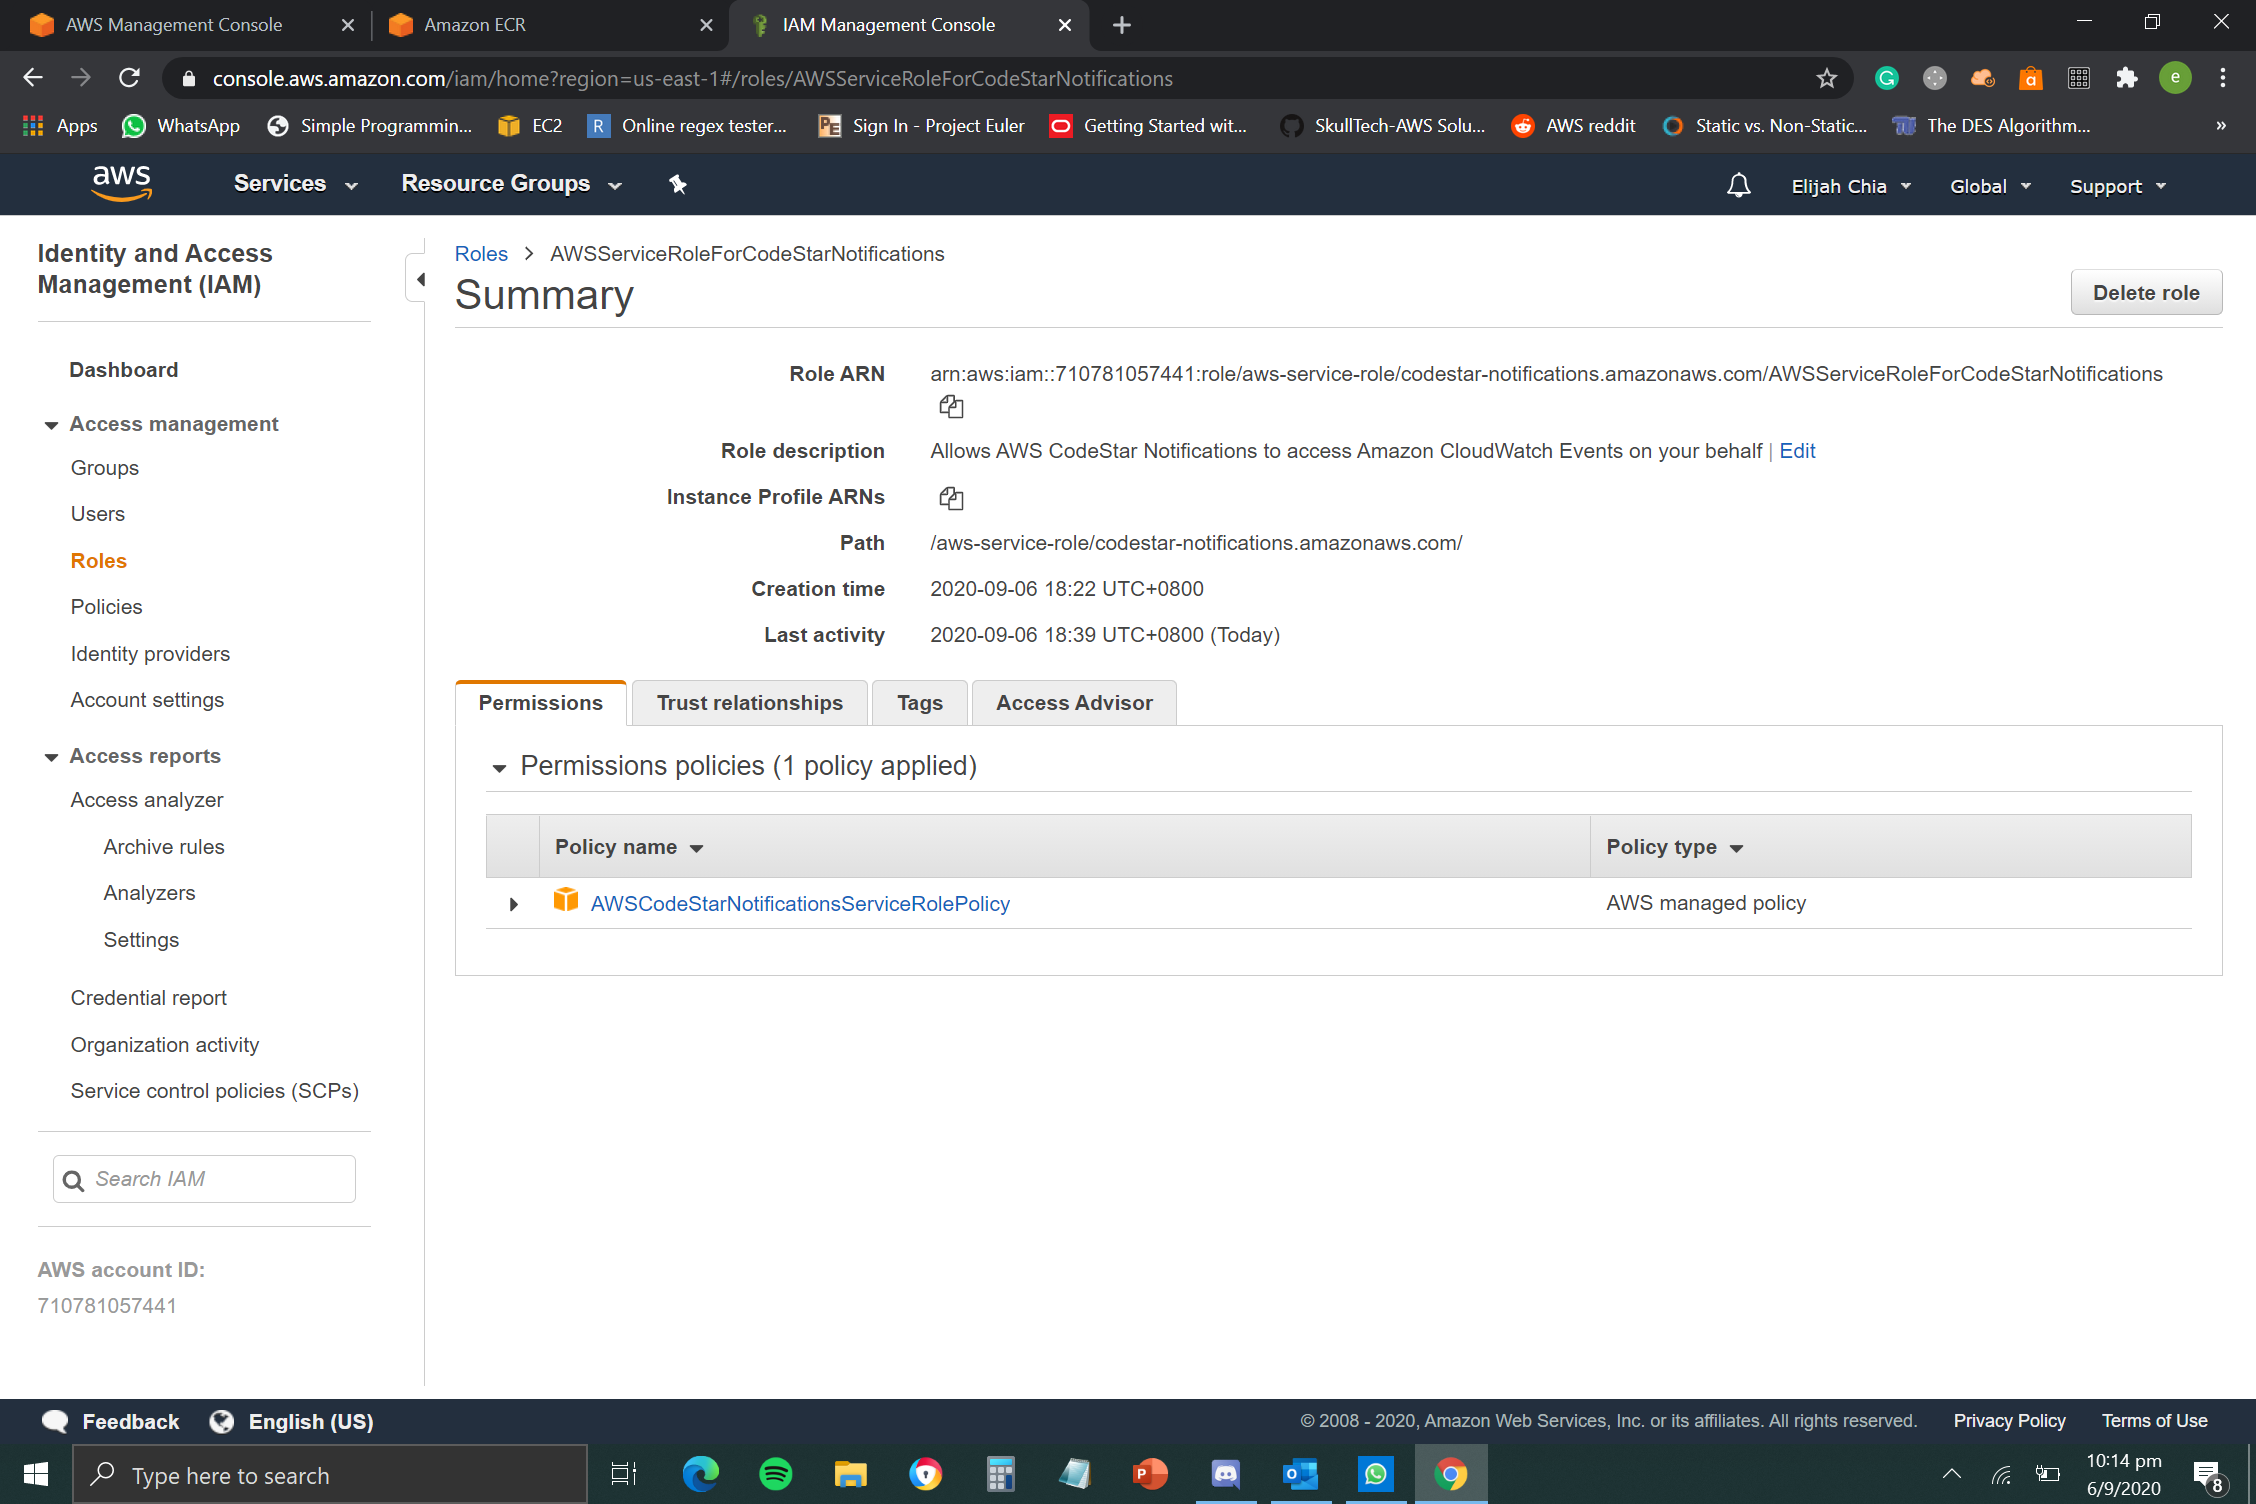 AWS Management Console
Amazon ECR
IAM Management Console
console.aws.amazon.com/iam/home?region=us-east-1#/roles/AWSServiceRoleForCodeStarNotifications
e
Apps
WhatsApp
Simple Programmin...
EC2
R
Online regex tester...
PE
Sign In - Project Euler
Getting Started wit...
SkullTech-AWS Solu...
AWS reddit
Static vs. Non-Static...
The DES Algorithm...
»
aws
Services
Resource Groups
Elijah Chia
Global
Support
Identity and Access
Management (IAM)
Dashboard
Access management
Groups
Users
Roles
Policies
Identity providers
Account settings
Access reports
Access analyzer
Archive rules
Analyzers
Settings
Credential report
Organization activity
Service control policies (SCPs)
Search IAM
AWS account ID:
710781057441
Roles > AWSServiceRoleForCodeStarNotifications
Summary
Delete role
Role ARN arn:aws:iam::710781057441:role/aws-service-role/codestar-notifications.amazonaws.com/AWSServiceRoleForCodeStarNotifications
Role description Allows AWS CodeStar Notifications to access Amazon CloudWatch Events on your behalf | Edit
Instance Profile ARNs
Path /aws-service-role/codestar-notifications.amazonaws.com/
Creation time 2020-09-06 18:22 UTC+0800
Last activity 2020-09-06 18:39 UTC+0800 (Today)
Permissions
Trust relationships
Tags
Access Advisor
Permissions policies (1 policy applied)
Policy name
Policy type
AWSCodeStarNotificationsServiceRolePolicy
AWS managed policy
Feedback
English (US)
© 2008 - 2020, Amazon Web Services, Inc. or its affiliates. All rights reserved.
Privacy Policy
Terms of Use
Type here to search
10:14 pm
6/9/2020
8